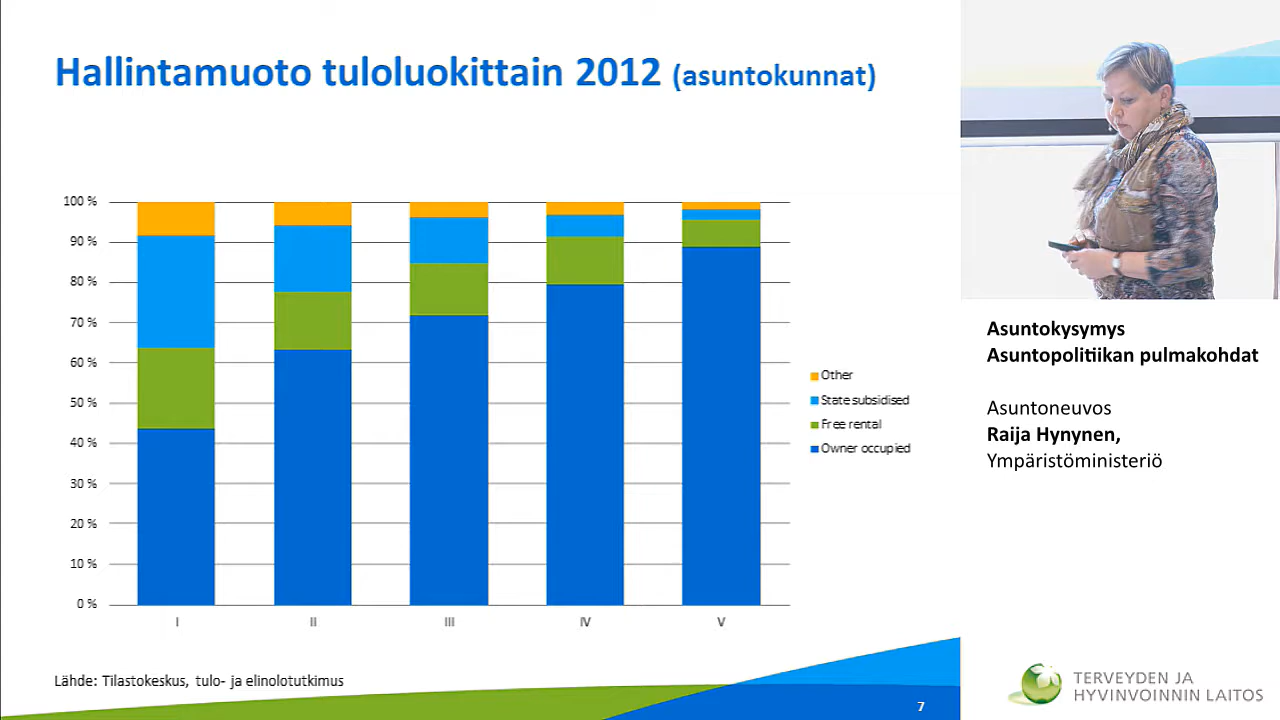 Hallintamuoto tuloluokittain 2012 (asuntokunnat)
100 %
90 %
80 %
70 %
60 %
50 %
40 %
30 %
20 %
10 %
0 %
I
II
III
IV
V
Other
State subsidised
Free rental
Owner occupied
Lähde: Tilastokeskus, tulo- ja elinolotutkimus
7
Asuntokysymys
Asuntopolitiikan pulmakohdat
Asuntoneuvos
Raija Hynynen,
Ympäristöministeriö
TERVEYDEN JA
HYVINVOINNIN LAITOS